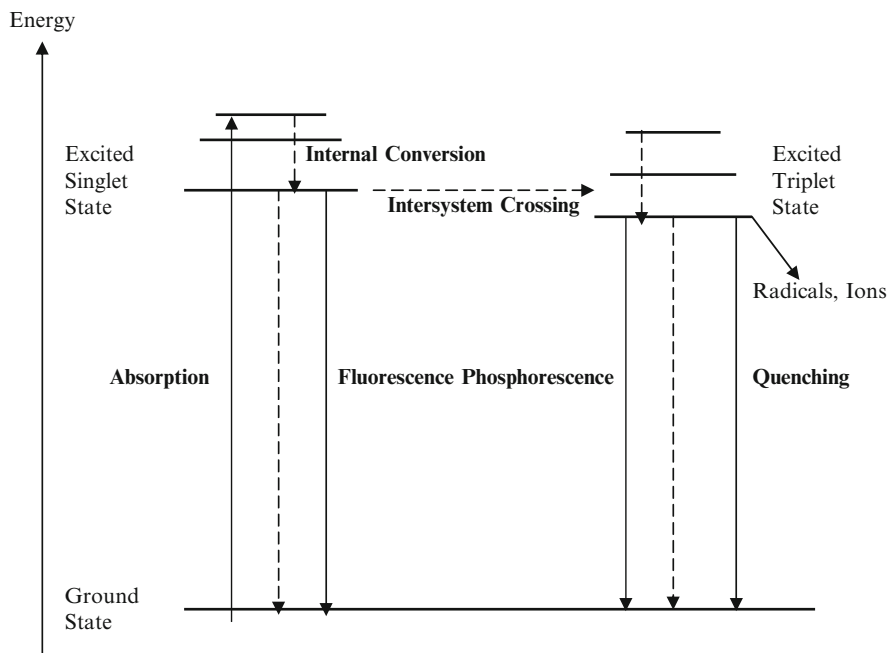 Energy
Excited
Singlet
State
Internal Conversion
Intersystem Crossing
Excited
Triplet
State
Radicals, Ions
Absorption
Fluorescence Phosphorescence
Quenching
Ground
State